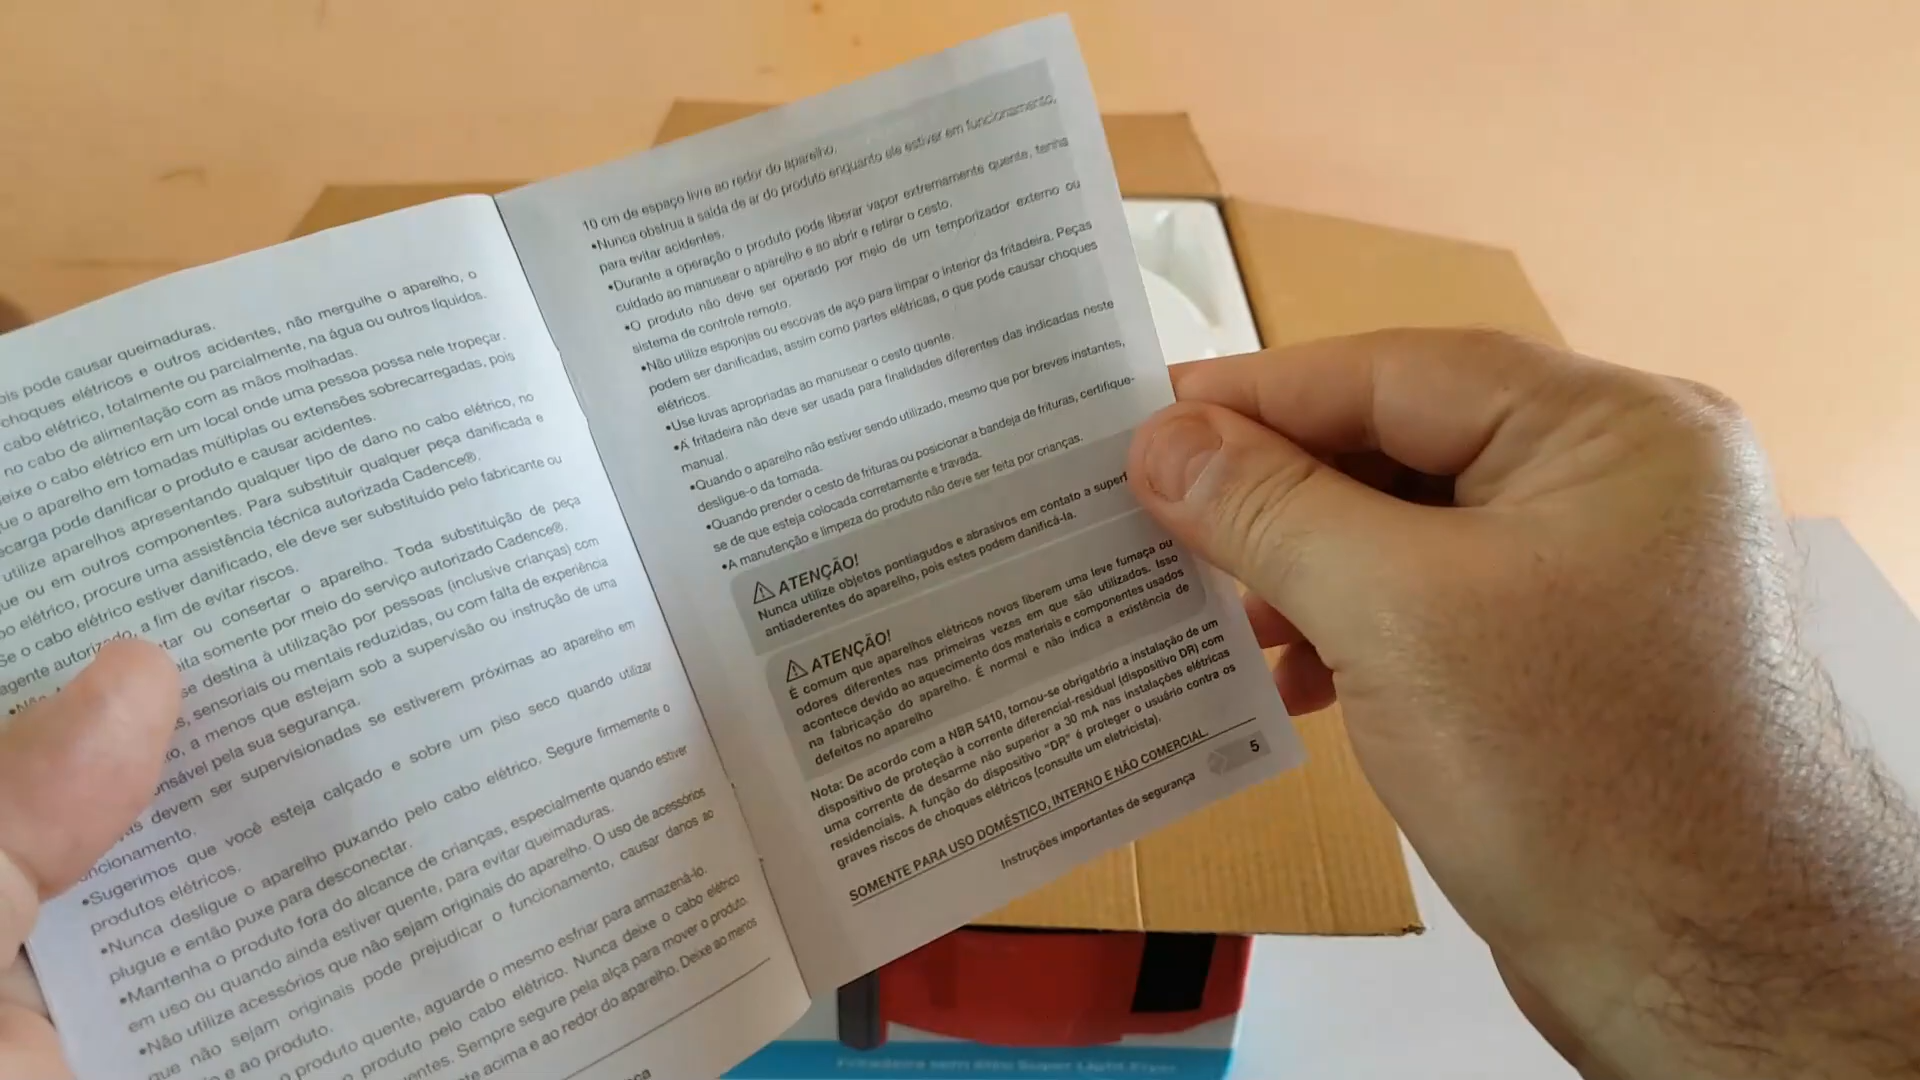 ois pode causar queimaduras.
choques elétricos e outros acidentes, não mergulhe o aparelho, o
cabo elétrico, totalmente ou parcialmente, na água ou outros líquidos.
no cabo de alimentação com as mãos molhadas.
eixe o cabo elétrico em um local onde uma pessoa possa nele tropeçar.
ue o aparelho em tomadas múltiplas ou extensões sobrecarregadas, pois
ecarga pode danificar o produto e causar acidentes.
utilize aparelhos apresentando qualquer tipo de dano no cabo elétrico, no
gue ou em outros componentes. Para substituir qualquer peça danificada e
bo elétrico, procure uma assistência técnica autorizada Cadence®.
Se o cabo elétrico estiver danificado, ele deve ser substituído pelo fabricante ou
agente autorizado, a fim de evitar riscos.
tar ou consertar o aparelho. Toda substituição de peça
ita somente por meio do serviço autorizado Cadence®.
se destina à utilização por pessoas (inclusive crianças) com
s, sensoriais ou mentais reduzidas, ou com falta de experiência
to, a menos que estejam sob a supervisão ou instrução de uma
onsável pela sua segurança.
as devem ser supervisionadas se estiverem próximas ao aparelho em
ncionamento.
•Sugerimos que você esteja calçado e sobre um piso seco quando utilizar
produtos elétricos.
•Nunca desligue o aparelho puxando pelo cabo elétrico. Segure firmemente o
plugue e então puxe para desconectar.
•Mantenha o produto fora do alcance de crianças, especialmente quando estiver
em uso ou quando ainda estiver quente, para evitar queimaduras.
•Não utilize acessórios que não sejam originais do aparelho. O uso de acessórios
que não sejam originais pode prejudicar o funcionamento, causar danos ao
e ao produto.
o produto quente, aguarde o mesmo esfriar para armazená-lo.
produto pelo cabo elétrico. Nunca deixe o cabo elétrico
entes. Sempre segure pela alça para mover o produto.
te acima e ao redor do aparelho. Deixe ao menos
10 cm de espaço livre ao redor do aparelho.
•Nunca obstrua a saída de ar do produto enquanto ele estiver em funcionamento,
para evitar acidentes.
•Durante a operação o produto pode liberar vapor extremamente quente, tenha
cuidado ao manusear o aparelho e ao abrir e retirar o cesto.
•O produto não deve ser operado por meio de um temporizador externo ou
sistema de controle remoto.
•Não utilize esponjas ou escovas de aço para limpar o interior da fritadeira. Peças
podem ser danificadas, assim como partes elétricas, o que pode causar choques
elétricos.
•Use luvas apropriadas ao manusear o cesto quente.
•A fritadeira não deve ser usada para finalidades diferentes das indicadas neste
manual.
•Quando o aparelho não estiver sendo utilizado, mesmo que por breves instantes,
desligue-o da tomada.
•Quando prender o cesto de frituras ou posicionar a bandeja de frituras, certifique-
se de que esteja colocada corretamente e travada.
•A manutenção e limpeza do produto não deve ser feita por crianças.
ATENÇÃO!
Nunca utilize objetos pontiagudos e abrasivos em contato a superf
antiaderentes do aparelho, pois estes podem danificá-la.
ATENÇÃO!
É comum que aparelhos elétricos novos liberem uma leve fumaça ou
odores diferentes nas primeiras vezes em que são utilizados. Isso
acontece devido ao aquecimento dos materiais e componentes usados
na fabricação do aparelho. É normal e não indica a existência de
defeitos no aparelho
Nota: De acordo com a NBR 5410, tornou-se obrigatório a instalação de um
dispositivo de proteção à corrente diferencial-residual (dispositivo DR) com
uma corrente de desarme não superior a 30 mA nas instalações elétricas
residenciais. A função do dispositivo "DR" é proteger o usuário contra os
graves riscos de choques elétricos (consulte um eletricista).
SOMENTE PARA USO DOMÉSTICO, INTERNO E NÃO COMERCIAL.
Instruções importantes de segurança
5
Fritadeira sem óleo Super Light Fryer